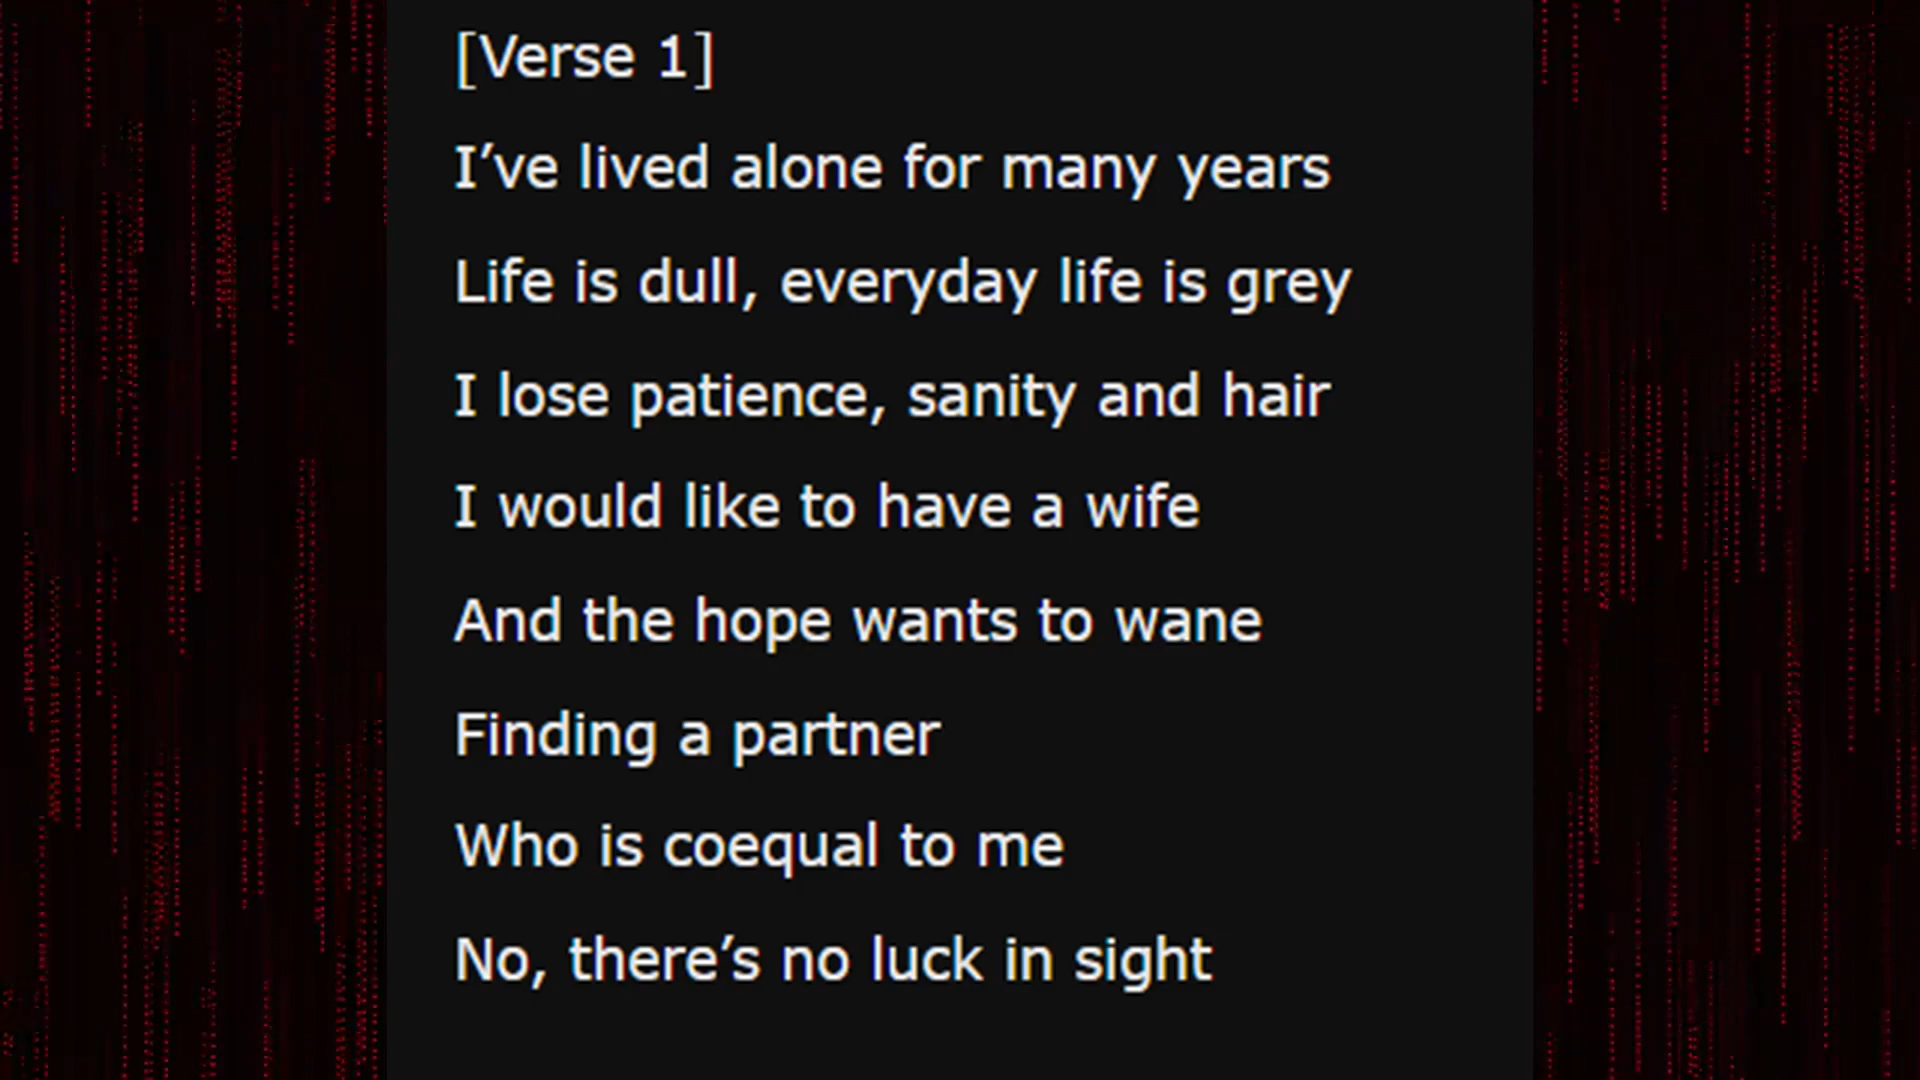 [Verse 1]
I’ve lived alone for many years
Life is dull, everyday life is grey
I lose patience, sanity and hair
I would like to have a wife
And the hope wants to wane
Finding a partner
Who is coequal to me
No, there’s no luck in sight